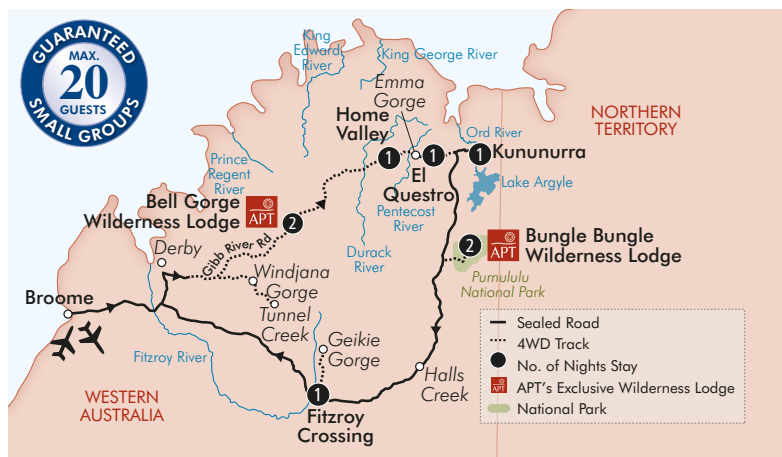 GUARANTEED
MAX.
20
GUESTS
SMALL GROUPS
King
Edward
River
King George River
Emma
Gorge
Home
Valley
NORTHERN
TERRITORY
Ord River
1
1
1
Kununurra
El
Questro
Lake Argyle
Prince
Regent
River
Pentecost
River
Bell Gorge
Wilderness Lodge
APT
2
Durack
River
2
APT
Bungle Bungle
Wilderness Lodge
Purnululu
National Park
Derby
Gibb River Rd
Windjana
Gorge
Tunnel
Creek
Broome
Fitzroy River
Geikie
Gorge
Halls
Creek
1
Fitzroy
Crossing
WESTERN
AUSTRALIA
Sealed Road
4WD Track
No. of Nights Stay
APT APT's Exclusive Wilderness Lodge
National Park